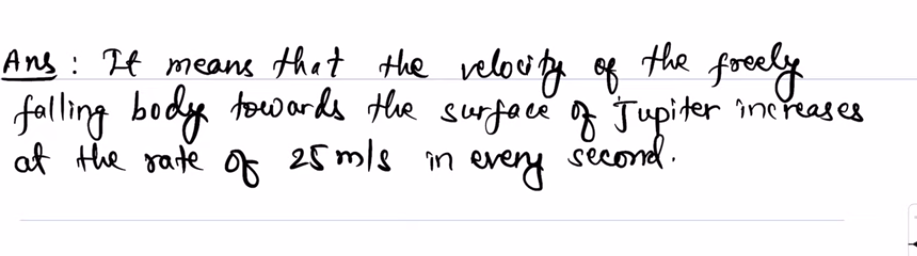 Ans : It means that the velocity of the freely
falling body towards the surface of Jupiter increases
at the rate of 25 m/s in every second.